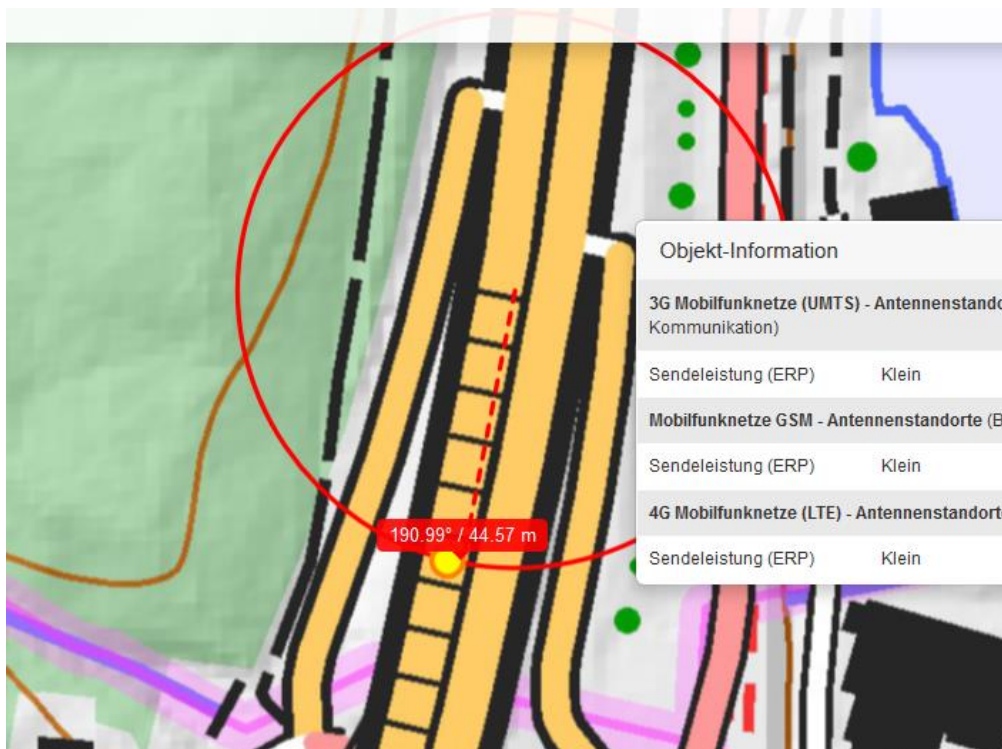 Objekt-Information
3G Mobilfunknetze (UMTS) - Antennenstando
Kommunikation)
Sendeleistung (ERP) Klein
Mobilfunknetze GSM - Antennenstandorte (B
Sendeleistung (ERP) Klein
4G Mobilfunknetze (LTE) - Antennenstandort
Sendeleistung (ERP) Klein
190.99° / 44.57 m